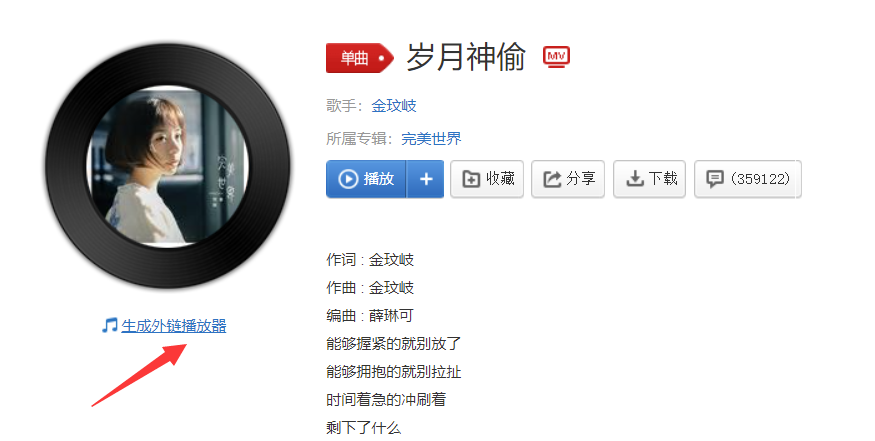 单曲 岁月神偷 MV
歌手：金玟岐
所属专辑：完美世界
播放 + 收藏 分享 下载 (359122)
完美世界
生成外链播放器
作词 : 金玟岐
作曲 : 金玟岐
编曲 : 薛琳可
能够握紧的就别放了
能够拥抱的就别拉扯
时间着急的冲刷着
剩下了什么